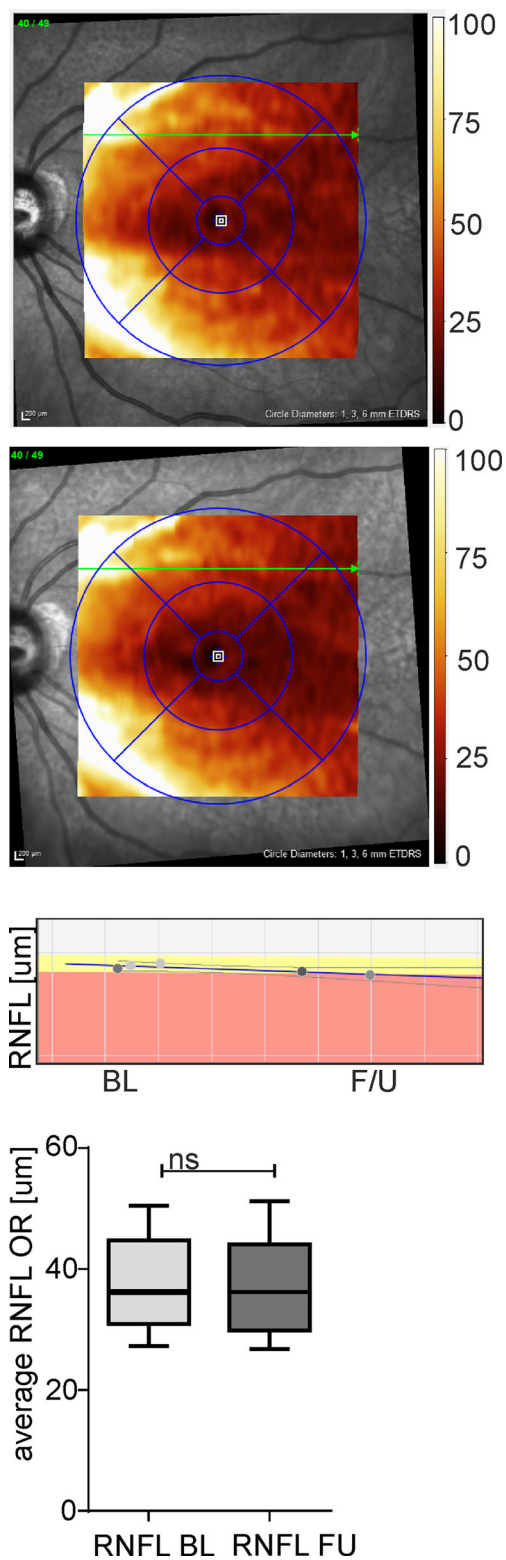 40 / 49
100
75
50
25
0
200 µm
Circle Diameters: 1, 3, 6 mm ETDRS
40 / 49
100
75
50
25
0
200 µm
Circle Diameters: 1, 3, 6 mm ETDRS
RNFL [um]
BL F/U
average RNFL OR [um]
60
40
20
0
ns
RNFL BL RNFL FU